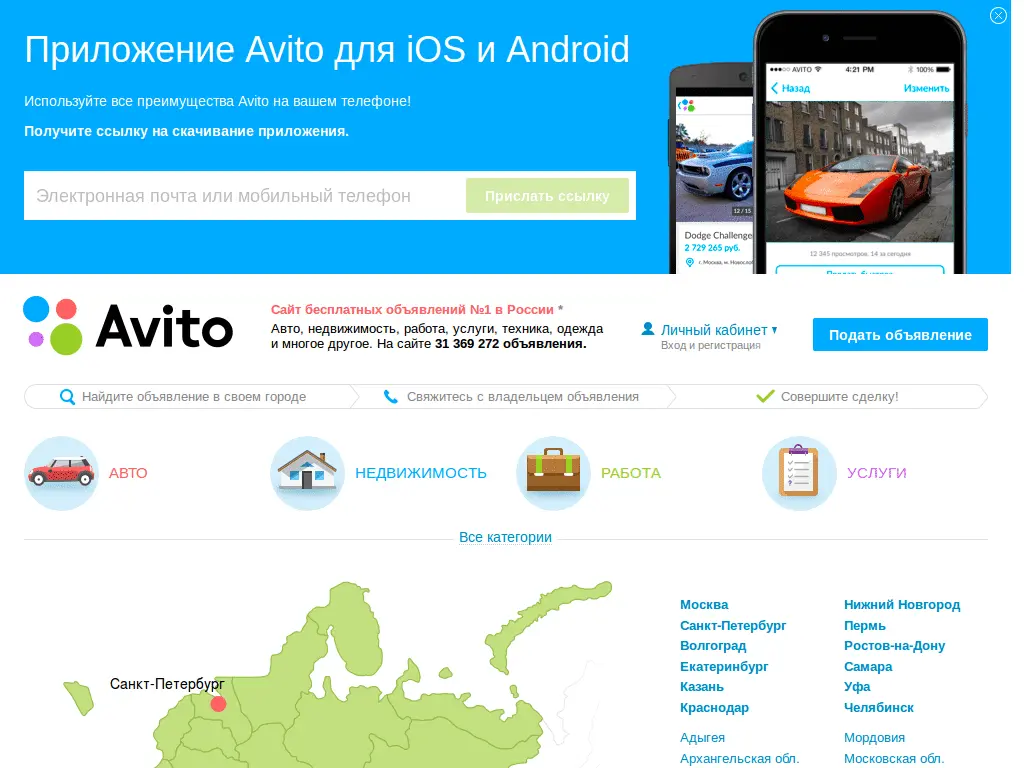 Приложение Avito для iOS и Android
Используйте все преимущества Avito на вашем телефоне!
Получите ссылку на скачивание приложения.
Электронная почта или мобильный телефон
Прислать ссылку
AVITO
4:21 PM
100%
Назад
Изменить
12 / 15
Dodge Challenge
2 729 265 руб.
г. Москва, м. Новослоб
12 345 просмотров, 14 за сегодня
Avito
Сайт бесплатных объявлений №1 в России *
Авто, недвижимость, работа, услуги, техника, одежда
и многое другое. На сайте 31 369 272 объявления.
Личный кабинет ▾
Вход и регистрация
Подать объявление
Найдите объявление в своем городе
Свяжитесь с владельцем объявления
Совершите сделку!
АВТО
НЕДВИЖИМОСТЬ
РАБОТА
УСЛУГИ
Все категории
Санкт-Петербург
Москва
Санкт-Петербург
Волгоград
Екатеринбург
Казань
Краснодар
Адыгея
Архангельская обл.
Нижний Новгород
Пермь
Ростов-на-Дону
Самара
Уфа
Челябинск
Мордовия
Московская обл.